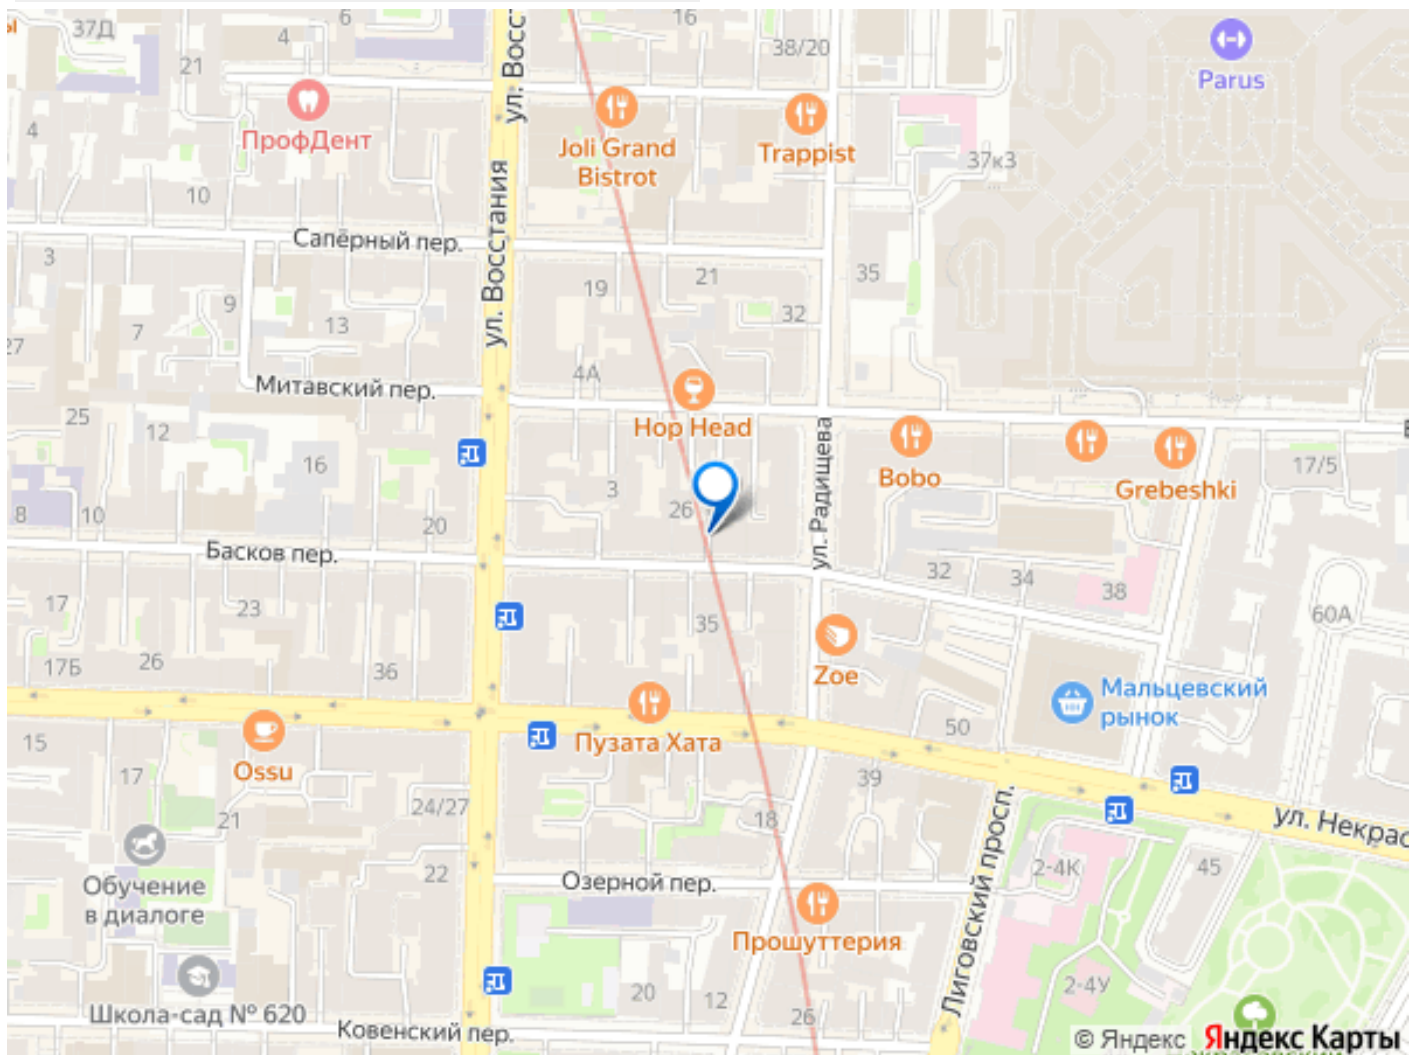 37Д
6
16
4
38/20
21
Parus
ПрофДент
4
Joli Grand
Bistrot
Trappist
37к3
10
ул. Восстания
Сапёрный пер.
3
19
21
35
9
32
7
13
27
4А
Митавский пер.
25
Hop Head
12
ул. Радищева
Bobo
16
17/5
Grebeshki
3
26
8
10
20
Басков пер.
32
34
38
17
23
35
60А
17Б
26
36
Zoe
Мальцевский
рынок
50
15
Ossu
Пузата Хата
17
39
24/27
21
18
ул. Некрас
Обучение
в диалоге
22
Озерной пер.
2-4К
45
Прошуттерия
Лиговский просп.
20
12
2-4У
Школа-сад № 620
Ковенский пер.
26
© Яндекс Яндекс Карты